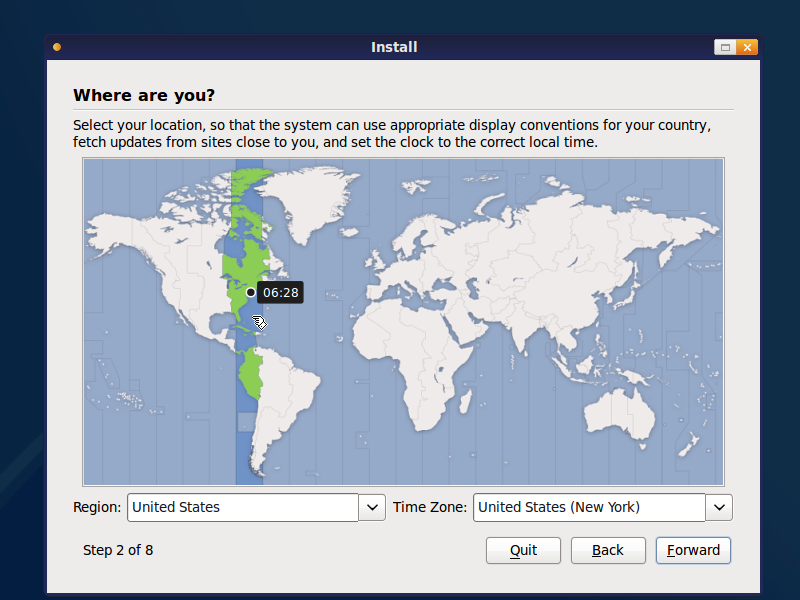 Install
Where are you?
Select your location, so that the system can use appropriate display conventions for your country,
fetch updates from sites close to you, and set the clock to the correct local time.
06:28
Region: United States Time Zone: United States (New York)
Step 2 of 8 Quit Back Forward